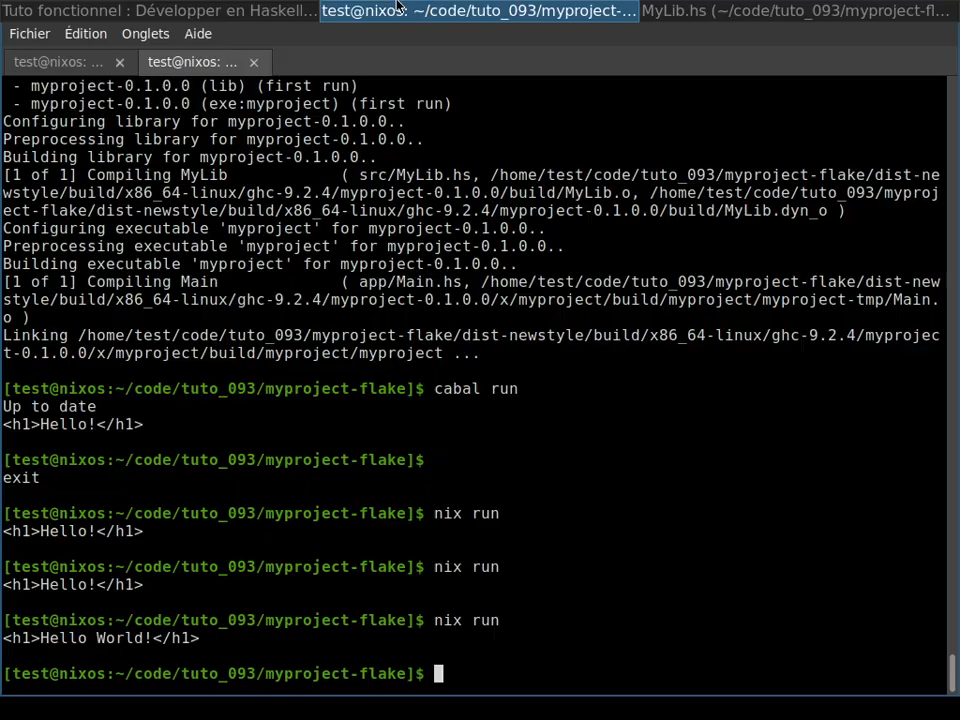 Tuto fonctionnel : Développer en Haskell... test@nixos: ~/code/tuto_093/myproject-... MyLib.hs (~/code/tuto_093/myproject-fl...
Fichier Édition Onglets Aide
test@nixos: ... × test@nixos: ... ×
- myproject-0.1.0.0 (lib) (first run)
- myproject-0.1.0.0 (exe:myproject) (first run)
Configuring library for myproject-0.1.0.0..
Preprocessing library for myproject-0.1.0.0..
Building library for myproject-0.1.0.0..
[1 of 1] Compiling MyLib ( src/MyLib.hs, /home/test/code/tuto_093/myproject-flake/dist-ne
wstyle/build/x86_64-linux/ghc-9.2.4/myproject-0.1.0.0/build/MyLib.o, /home/test/code/tuto_093/myproj
ect-flake/dist-newstyle/build/x86_64-linux/ghc-9.2.4/myproject-0.1.0.0/build/MyLib.dyn_o )
Configuring executable 'myproject' for myproject-0.1.0.0..
Preprocessing executable 'myproject' for myproject-0.1.0.0..
Building executable 'myproject' for myproject-0.1.0.0..
[1 of 1] Compiling Main ( app/Main.hs, /home/test/code/tuto_093/myproject-flake/dist-new
style/build/x86_64-linux/ghc-9.2.4/myproject-0.1.0.0/x/myproject/build/myproject/myproject-tmp/Main.
o )
Linking /home/test/code/tuto_093/myproject-flake/dist-newstyle/build/x86_64-linux/ghc-9.2.4/myprojec
t-0.1.0.0/x/myproject/build/myproject/myproject ...
[test@nixos:~/code/tuto_093/myproject-flake]$ cabal run
Up to date
<h1>Hello!</h1>
[test@nixos:~/code/tuto_093/myproject-flake]$
exit
[test@nixos:~/code/tuto_093/myproject-flake]$ nix run
<h1>Hello!</h1>
[test@nixos:~/code/tuto_093/myproject-flake]$ nix run
<h1>Hello!</h1>
[test@nixos:~/code/tuto_093/myproject-flake]$ nix run
<h1>Hello World!</h1>
[test@nixos:~/code/tuto_093/myproject-flake]$